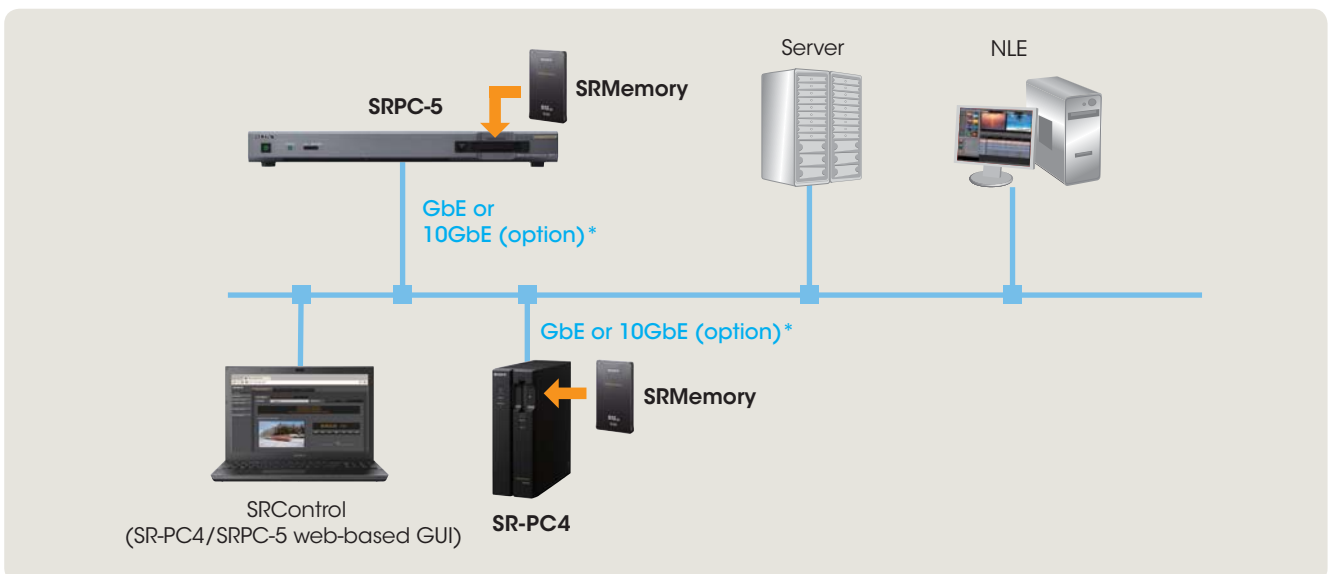 Server
NLE
SRPC-5
SRMemory
SONY
GbE or
10GbE (option)*
GbE or 10GbE (option)*
SRMemory
SRControl
(SR-PC4/SRPC-5 web-based GUI)
SR-PC4